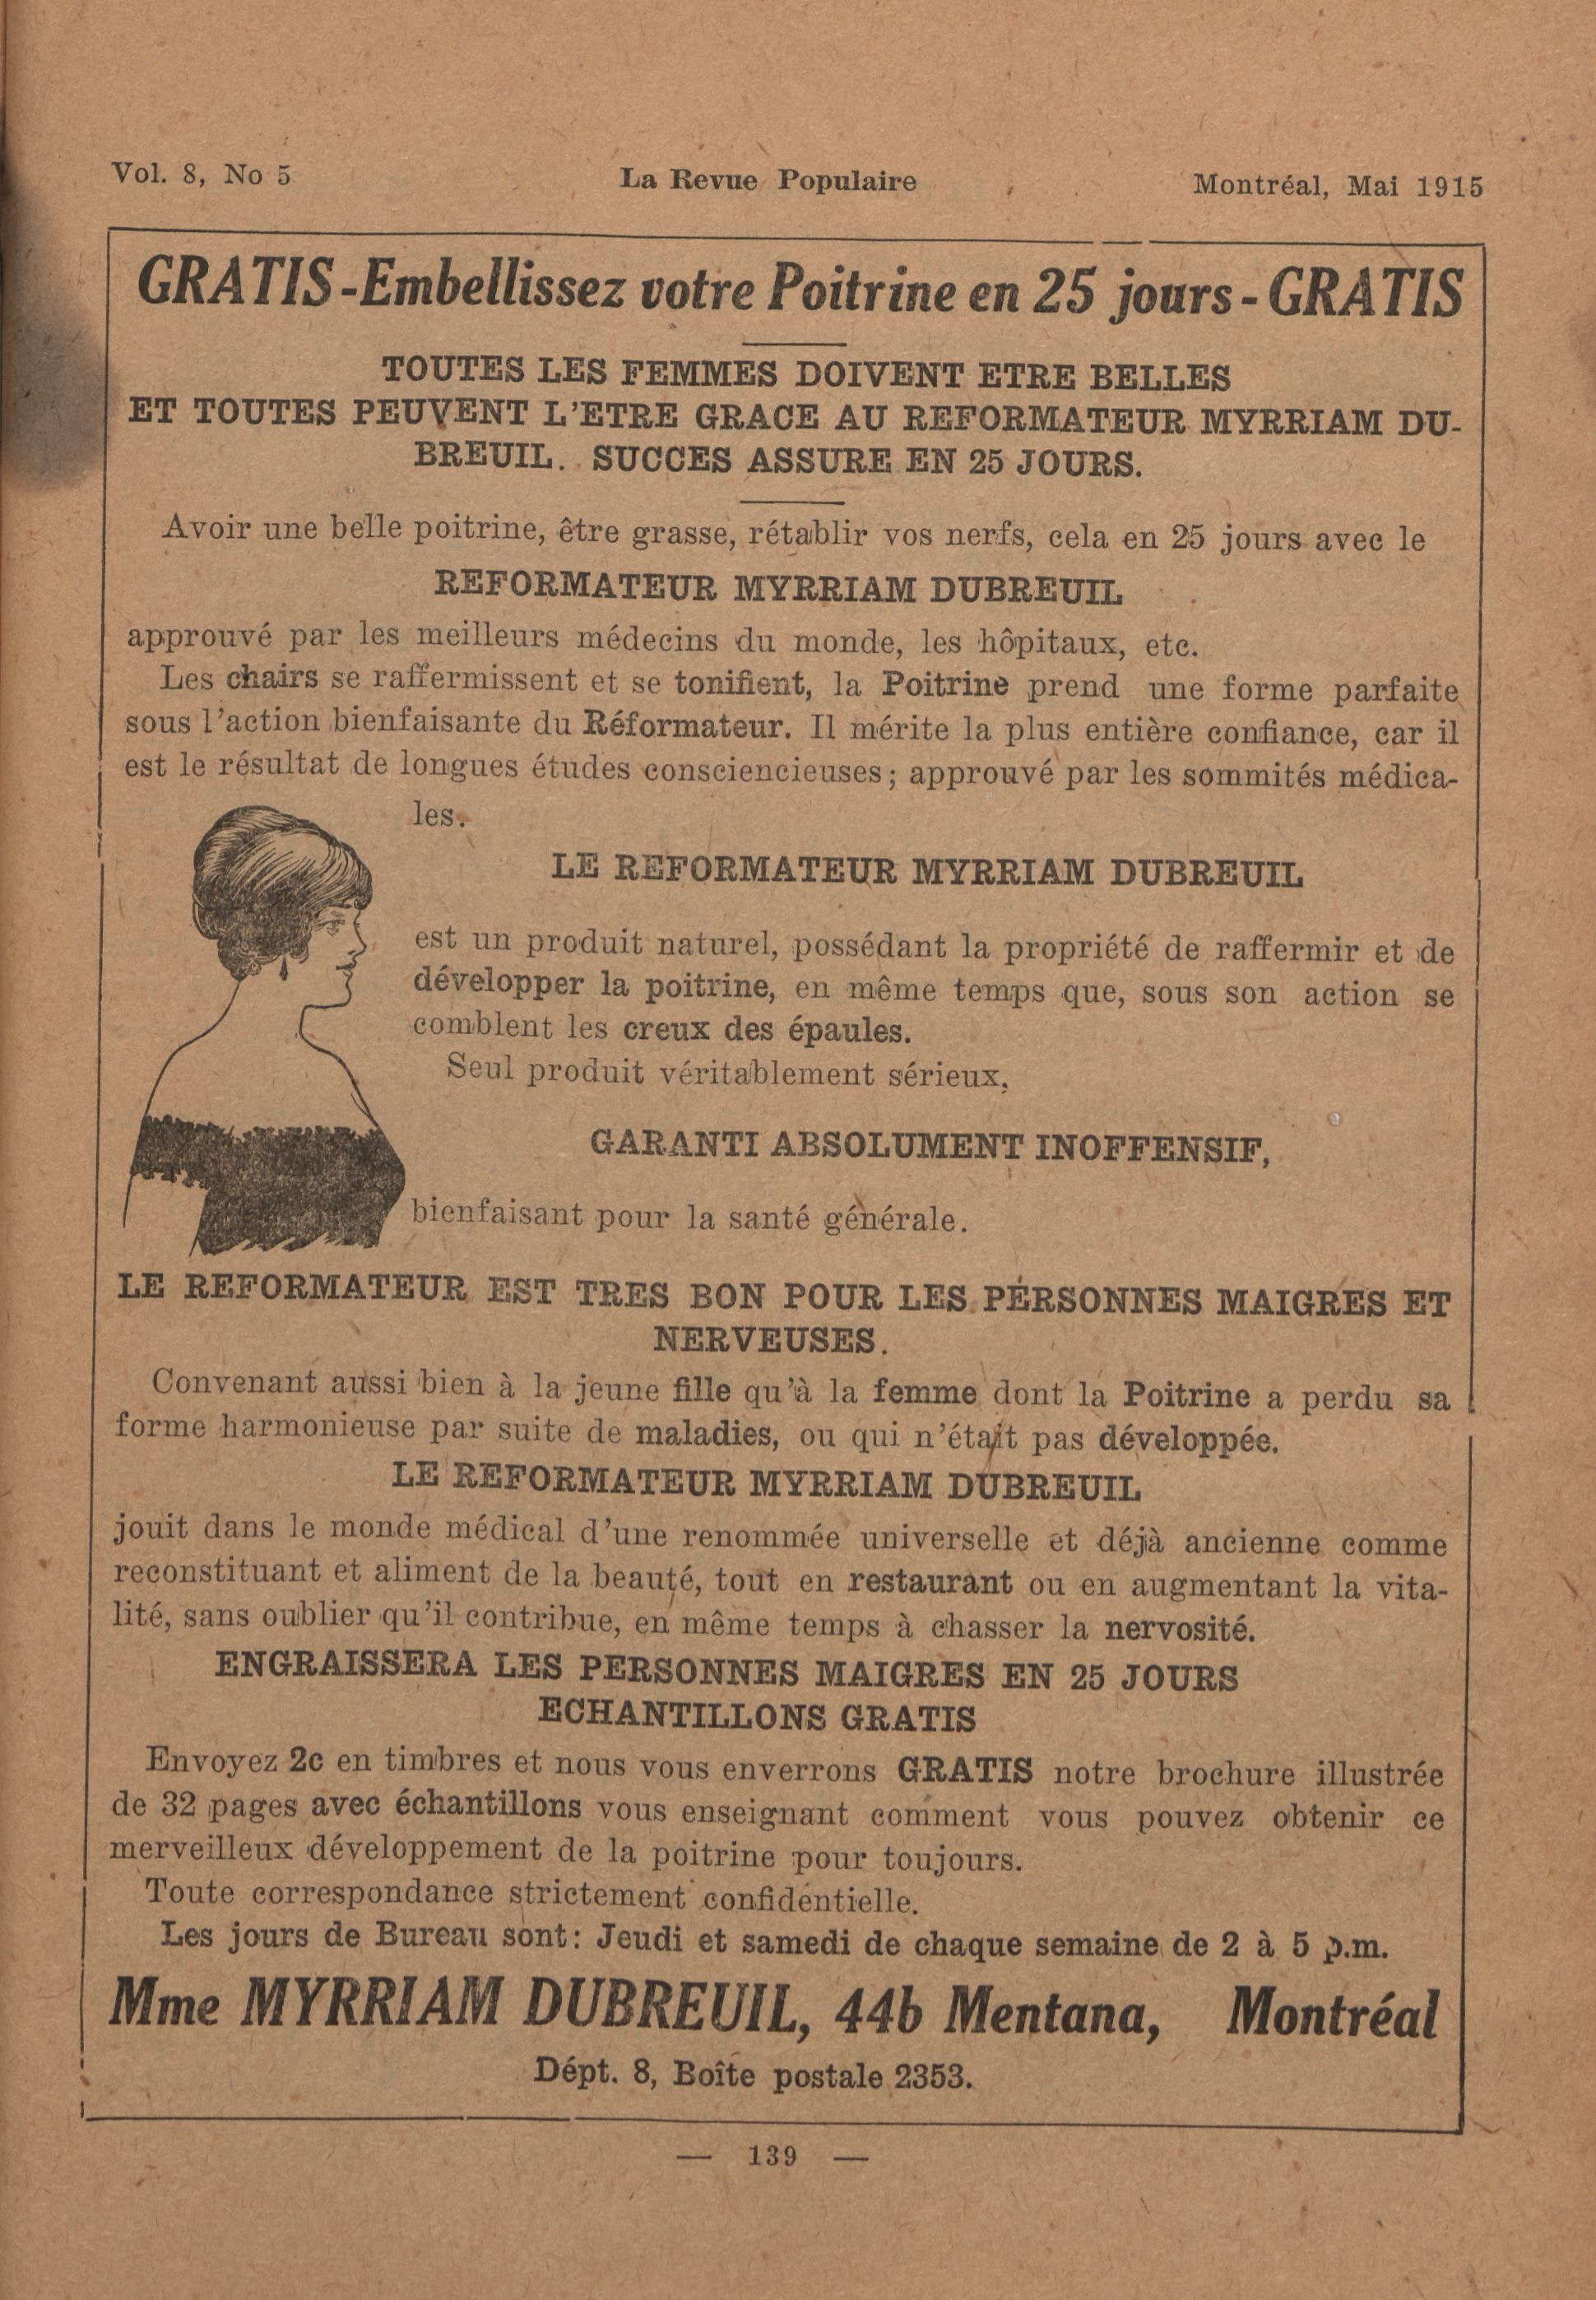 Vol. 8, No 5 La Revue Populaire Montréal, Mai 1915
GRATIS - Embellissez votre Poitrine en 25 jours - GRATIS
TOUTES LES FEMMES DOIVENT ETRE BELLES
ET TOUTES PEUVENT L'ETRE GRACE AU REFORMATEUR MYRRIAM DU-
BREUIL. SUCCES ASSURE EN 25 JOURS.
Avoir une belle poitrine, être grasse, rétablir vos nerfs, cela en 25 jours avec le
REFORMATEUR MYRRIAM DUBREUIL
approuvé par les meilleurs médecins du monde, les hôpitaux, etc.
Les chairs se raffermissent et se tonifient, la Poitrine prend une forme parfaite
sous l'action bienfaisante du Réformateur. Il mérite la plus entière confiance, car il
est le résultat de longues études consciencieuses; approuvé par les sommités médica-
les.
LE REFORMATEUR MYRRIAM DUBREUIL
est un produit naturel, possédant la propriété de raffermir et de
développer la poitrine, en même temps que, sous son action se
comblent les creux des épaules.
Seul produit véritablement sérieux,
GARANTI ABSOLUMENT INOFFENSIF,
bienfaisant pour la santé générale.
LE REFORMATEUR EST TRES BON POUR LES PERSONNES MAIGRES ET
NERVEUSES.
Convenant aussi bien à la jeune fille qu'à la femme dont la Poitrine a perdu sa
forme harmonieuse par suite de maladies, ou qui n'était pas développée.
LE REFORMATEUR MYRRIAM DUBREUIL
jouit dans le monde médical d'une renommée universelle et déjà ancienne comme
reconstituant et aliment de la beauté, tout en restaurant ou en augmentant la vita-
lité, sans oublier qu'il contribue, en même temps à chasser la nervosité.
ENGRAISSERA LES PERSONNES MAIGRES EN 25 JOURS
ECHANTILLONS GRATIS
Envoyez 2c en timbres et nous vous enverrons GRATIS notre brochure illustrée
de 32 pages avec échantillons vous enseignant comment vous pouvez obtenir ce
merveilleux développement de la poitrine pour toujours.
Toute correspondance strictement confidentielle.
Les jours de Bureau sont: Jeudi et samedi de chaque semaine de 2 à 5 p.m.
Mme MYRRIAM DUBREUIL, 44b Mentana, Montréal
Dépt. 8, Boîte postale 2353.
— 139 —